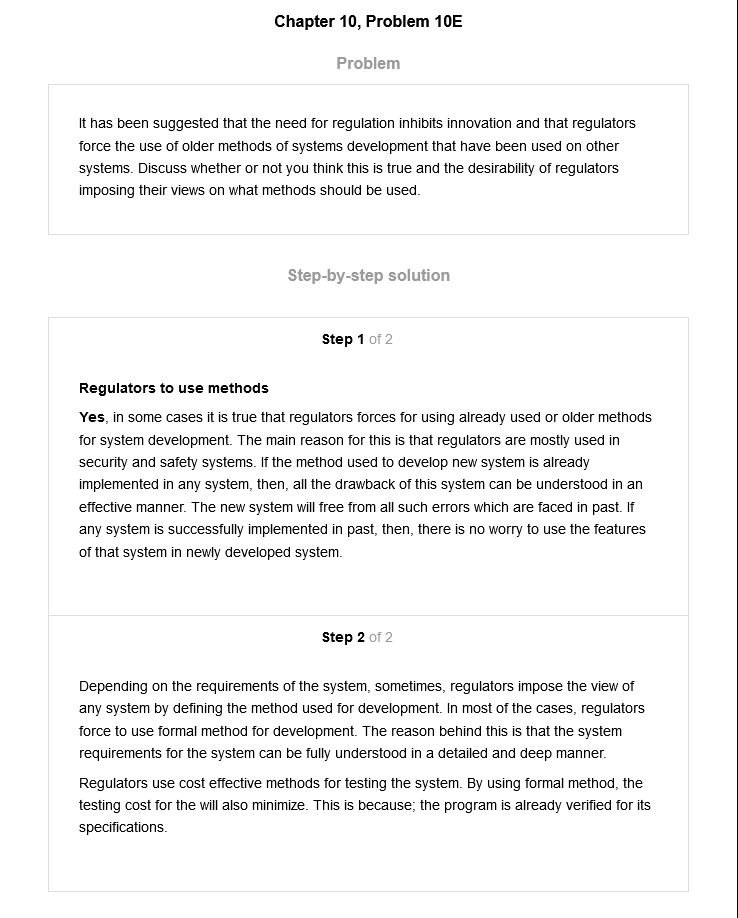 Chapter 10, Problem 10E
Problem
It has been suggested that the need for regulation inhibits innovation and that regulators
force the use of older methods of systems development that have been used on other
systems. Discuss whether or not you think this is true and the desirability of regulators
imposing their views on what methods should be used.
Step-by-step solution
Step 1 of 2
Regulators to use methods
Yes, in some cases it is true that regulators forces for using already used or older methods
for system development. The main reason for this is that regulators are mostly used in
security and safety systems. If the method used to develop new system is already
implemented in any system, then, all the drawback of this system can be understood in an
effective manner. The new system will free from all such errors which are faced in past. If
any system is successfully implemented in past, then, there is no worry to use the features
of that system in newly developed system.
Step 2 of 2
Depending on the requirements of the system, sometimes, regulators impose the view of
any system by defining the method used for development. In most of the cases, regulators
force to use formal method for development. The reason behind this is that the system
requirements for the system can be fully understood in a detailed and deep manner.
Regulators use cost effective methods for testing the system. By using formal method, the
testing cost for the will also minimize. This is because; the program is already verified for its
specifications.